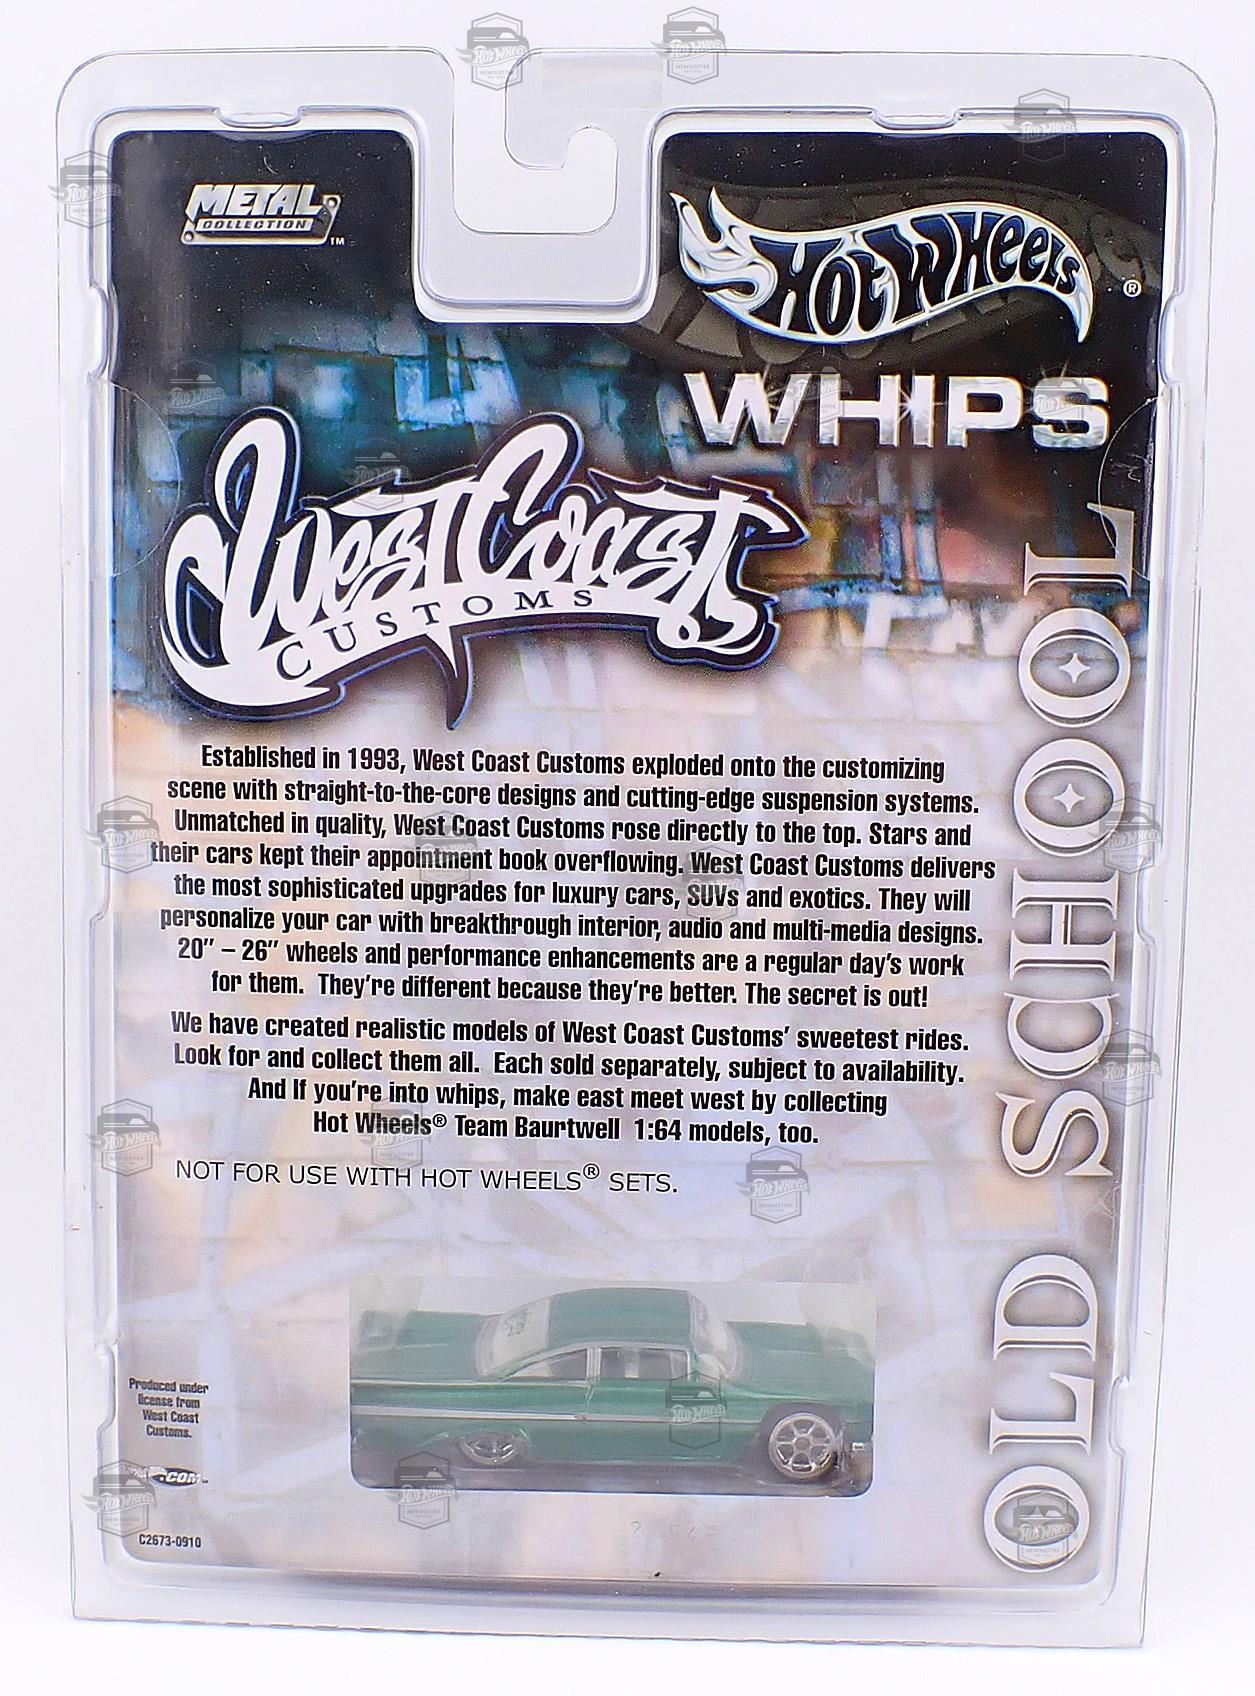 METAL
COLLECTION™
HOT WHEELS®
WHIPS
West Coast
CUSTOMS
OLD SCHOOL
Established in 1993, West Coast Customs exploded onto the customizing
scene with straight-to-the-core designs and cutting-edge suspension systems.
Unmatched in quality, West Coast Customs rose directly to the top. Stars and
their cars kept their appointment book overflowing. West Coast Customs delivers
the most sophisticated upgrades for luxury cars, SUVs and exotics. They will
personalize your car with breakthrough interior, audio and multi-media designs.
20" – 26" wheels and performance enhancements are a regular day's work
for them. They're different because they're better. The secret is out!
We have created realistic models of West Coast Customs' sweetest rides.
Look for and collect them all. Each sold separately, subject to availability.
And If you're into whips, make east meet west by collecting
Hot Wheels® Team Baurtwell 1:64 models, too.
NOT FOR USE WITH HOT WHEELS® SETS.
Produced under
license from
West Coast
Customs.
.COM
C2673-0910